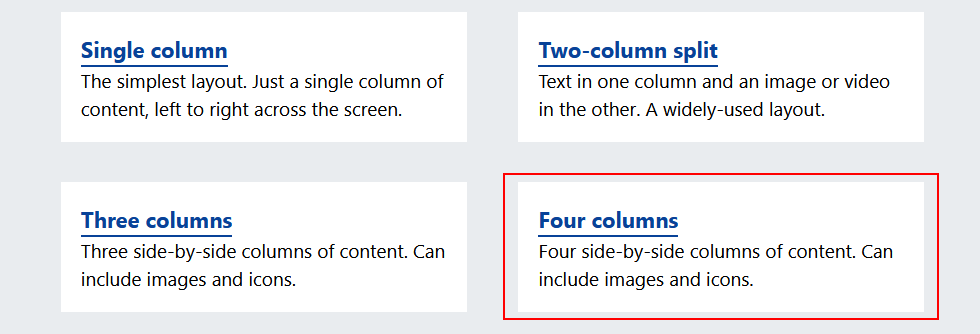 Single column
The simplest layout. Just a single column of
content, left to right across the screen.
Two-column split
Text in one column and an image or video
in the other. A widely-used layout.
Three columns
Three side-by-side columns of content. Can
include images and icons.
Four columns
Four side-by-side columns of content. Can
include images and icons.